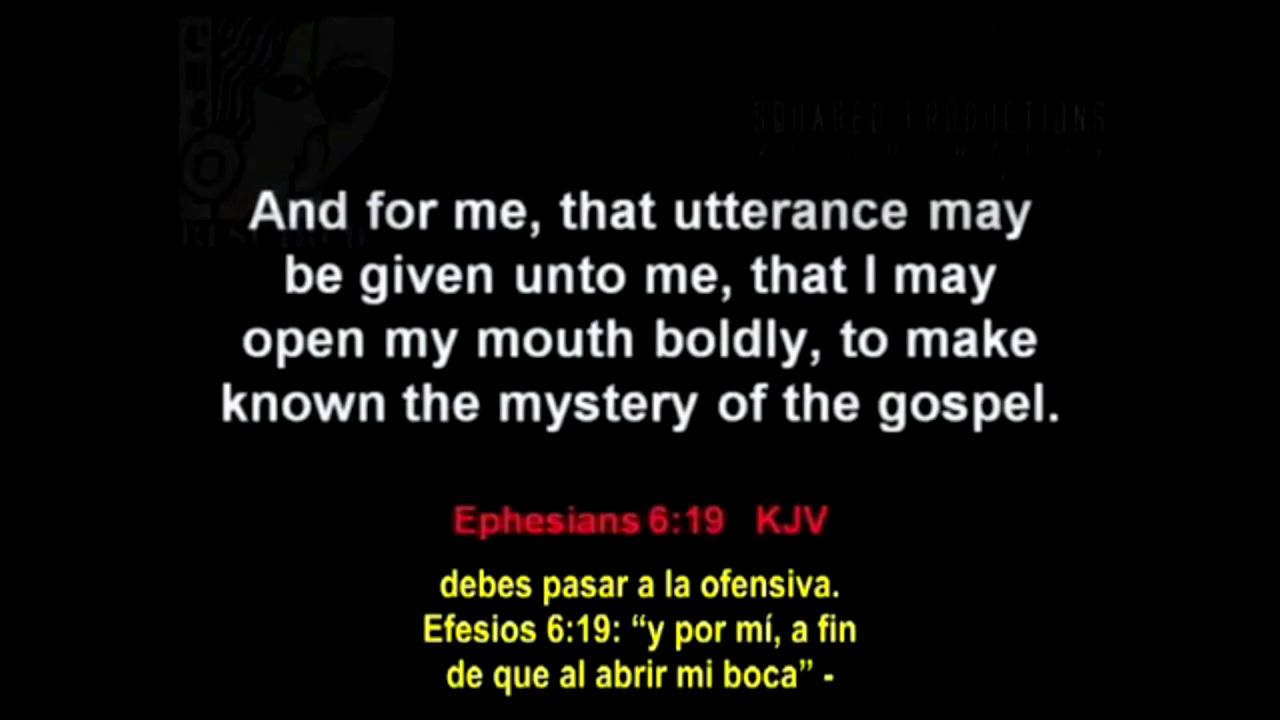 SQUARED PRODUCTIONS
And for me, that utterance may
be given unto me, that I may
open my mouth boldly, to make
known the mystery of the gospel.
Ephesians 6:19 KJV
debes pasar a la ofensiva.
Efesios 6:19: “y por mí, a fin
de que al abrir mi boca” -